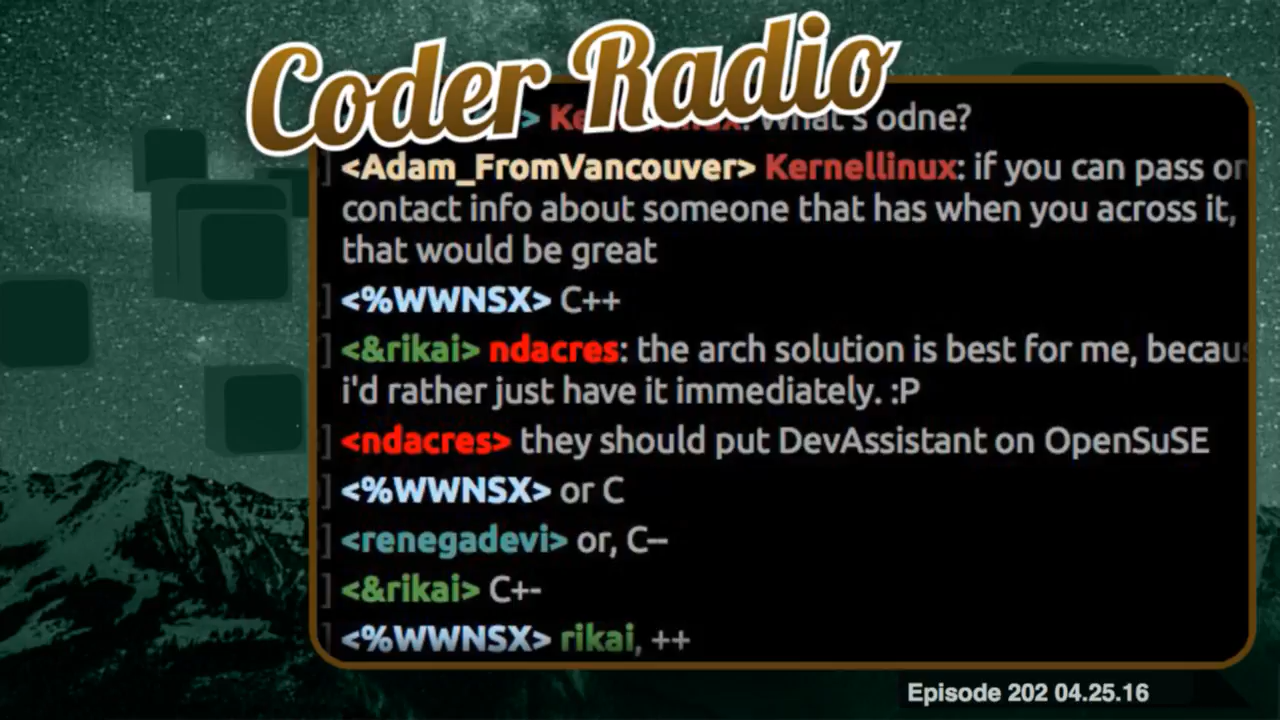 Coder Radio
What's odne?
<Adam_FromVancouver> Kernellinux: if you can pass on
contact info about someone that has when you across it,
that would be great
] <%WWNSX> C++
] <&rikai> ndacres: the arch solution is best for me, becau
i'd rather just have it immediately. :P
] <ndacres> they should put DevAssistant on OpenSuSE
] <%WWNSX> or C
] <renegadevi> or, C--
] <&rikai> C+-
] <%WWNSX> rikai, ++
Episode 202 04.25.16